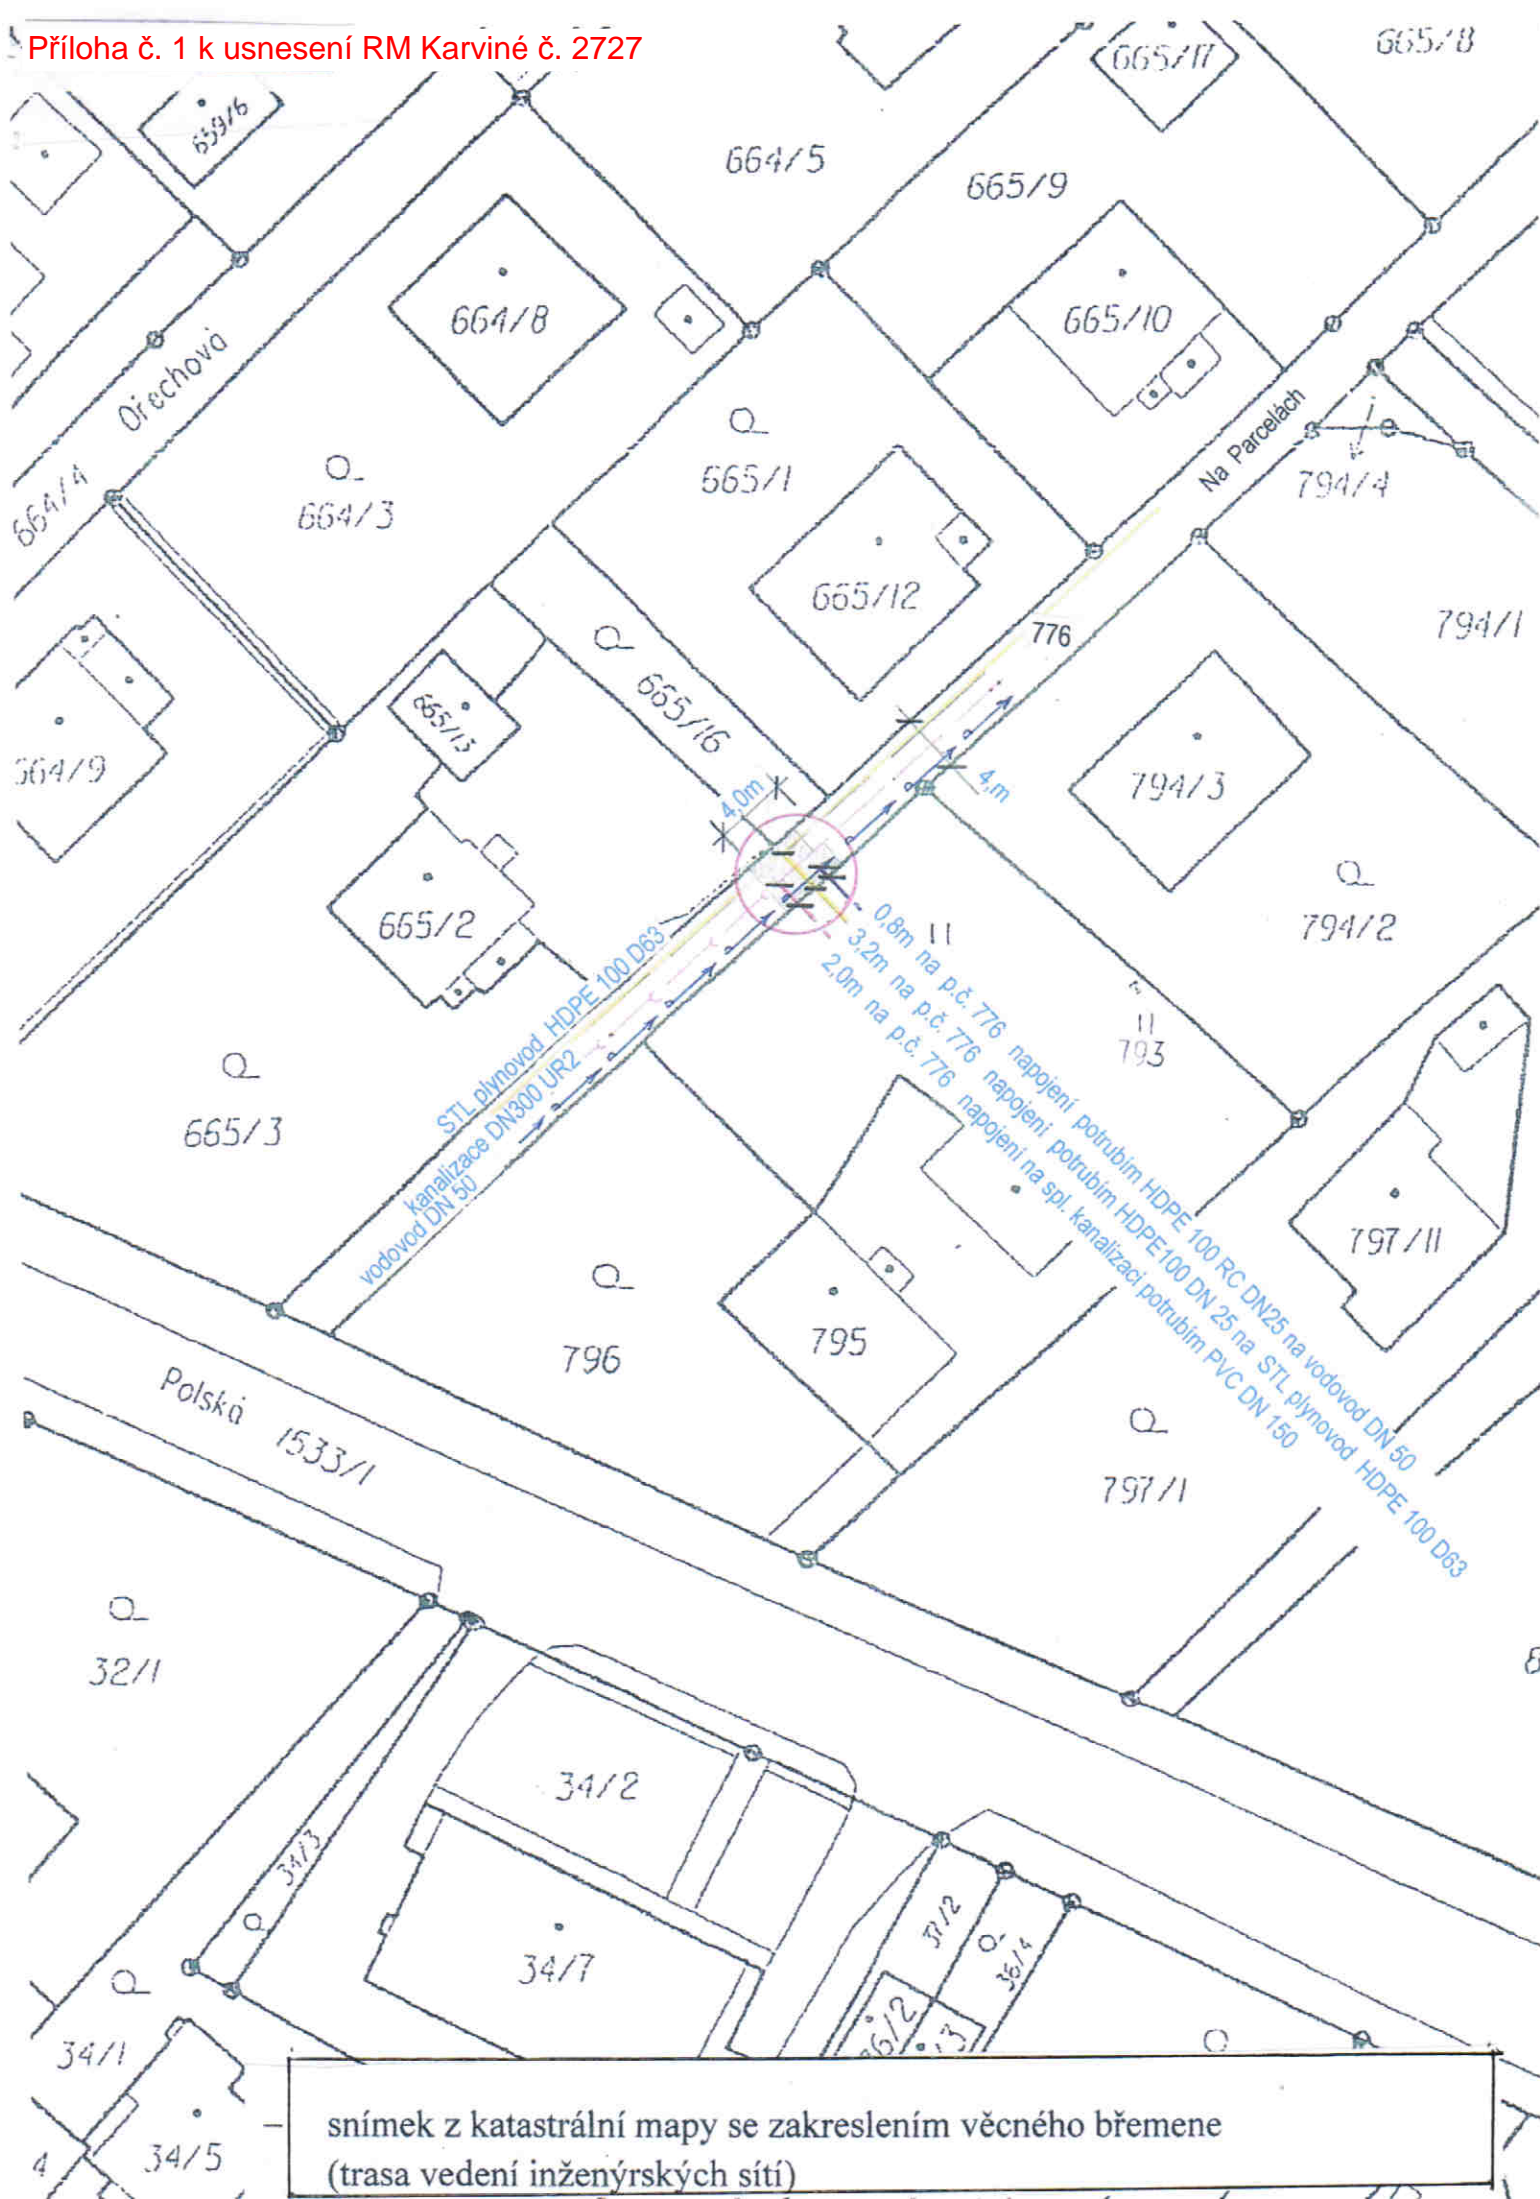 Příloha č. 1 k usnesení RM Karviné č. 2727
665/17
665/8
659/6
664/5
665/9
664/8
665/10
Ořechová
Na Parcelách
665/1
664/4
664/3
794/4
665/12
776
794/1
665/16
665/13
664/9
794/3
4,0m
4,m
665/2
794/2
STL plynovod HDPE 100 D63
kanalizace DN300 UR2
vodovod DN 50
0,8m na p.č. 776 napojení potrubím HDPE 100 RC DN25 na vodovod DN 50
3,2m na p.č. 776 napojení potrubím HDPE100 DN 25 na STL plynovod HDPE 100 D63
2,0m na p.č. 776 napojení na spl. kanalizaci potrubím PVC DN 150
793
665/3
797/11
796
795
Polská
1533/1
797/1
32/1
34/2
34/3
37/2
36/4
34/7
34/1
34/5
4
snímek z katastrální mapy se zakreslením věcného břemene
(trasa vedení inženýrských sítí)